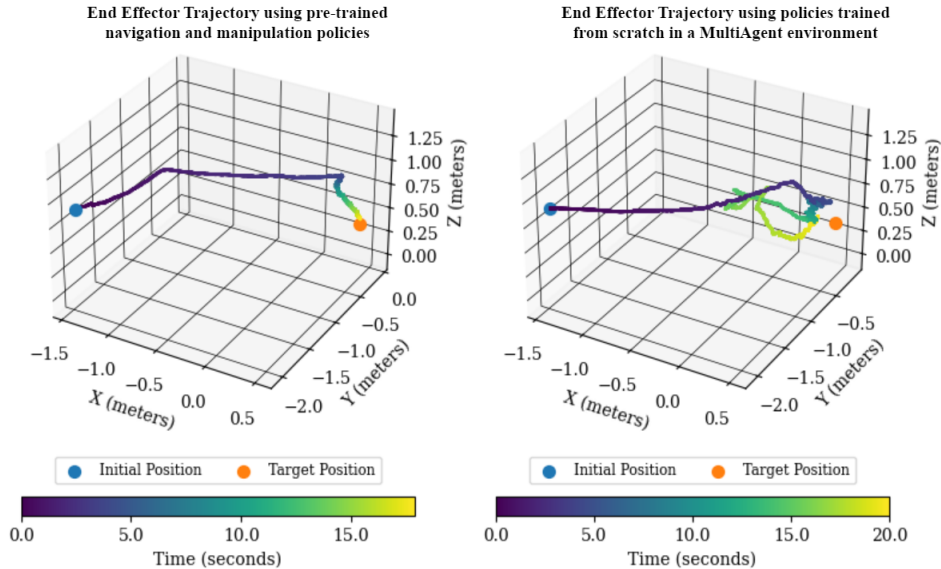 End Effector Trajectory using pre-trained
navigation and manipulation policies
1.25
1.00
0.75
0.50
0.25
0.00
Z (meters)
0.0
−0.5
−1.0
−1.5
−2.0
Y (meters)
−1.5
−1.0
−0.5
0.0
0.5
X (meters)
Initial Position
Target Position
0.0
5.0
10.0
15.0
Time (seconds)
End Effector Trajectory using policies trained
from scratch in a MultiAgent environment
1.25
1.00
0.75
0.50
0.25
0.00
Z (meters)
−0.5
−1.0
−1.5
−2.0
Y (meters)
−1.5
−1.0
−0.5
0.0
0.5
X (meters)
Initial Position
Target Position
0.0
5.0
10.0
15.0
20.0
Time (seconds)